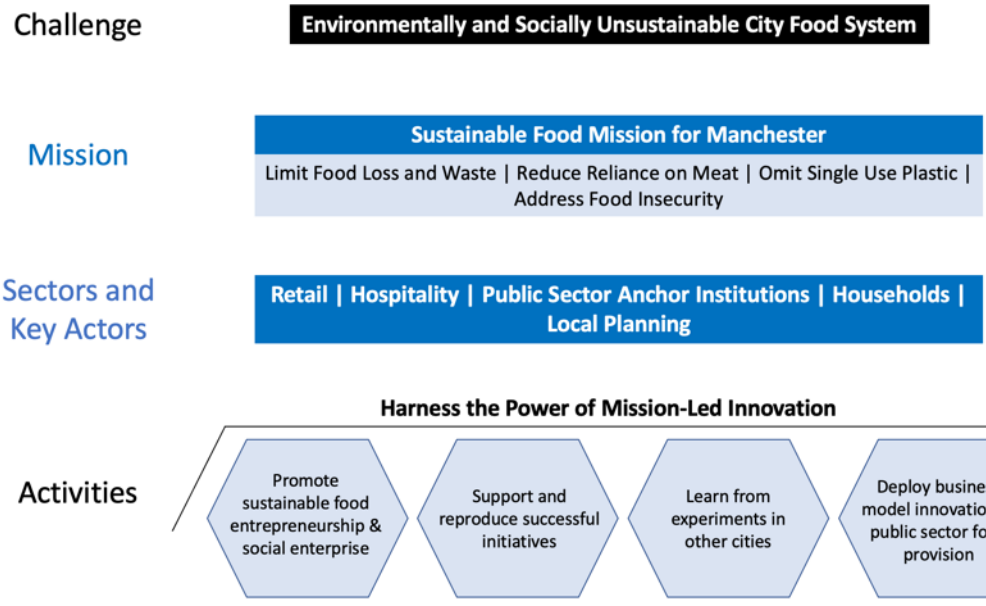 Challenge
Environmentally and Socially Unsustainable City Food System
Mission
Sustainable Food Mission for Manchester
Limit Food Loss and Waste | Reduce Reliance on Meat | Omit Single Use Plastic |
Address Food Insecurity
Sectors and
Key Actors
Retail | Hospitality | Public Sector Anchor Institutions | Households |
Local Planning
Harness the Power of Mission-Led Innovation
Activities
Promote
sustainable food
entrepreneurship &
social enterprise
Support and
reproduce successful
initiatives
Learn from
experiments in
other cities
Deploy
model
public sector
provision